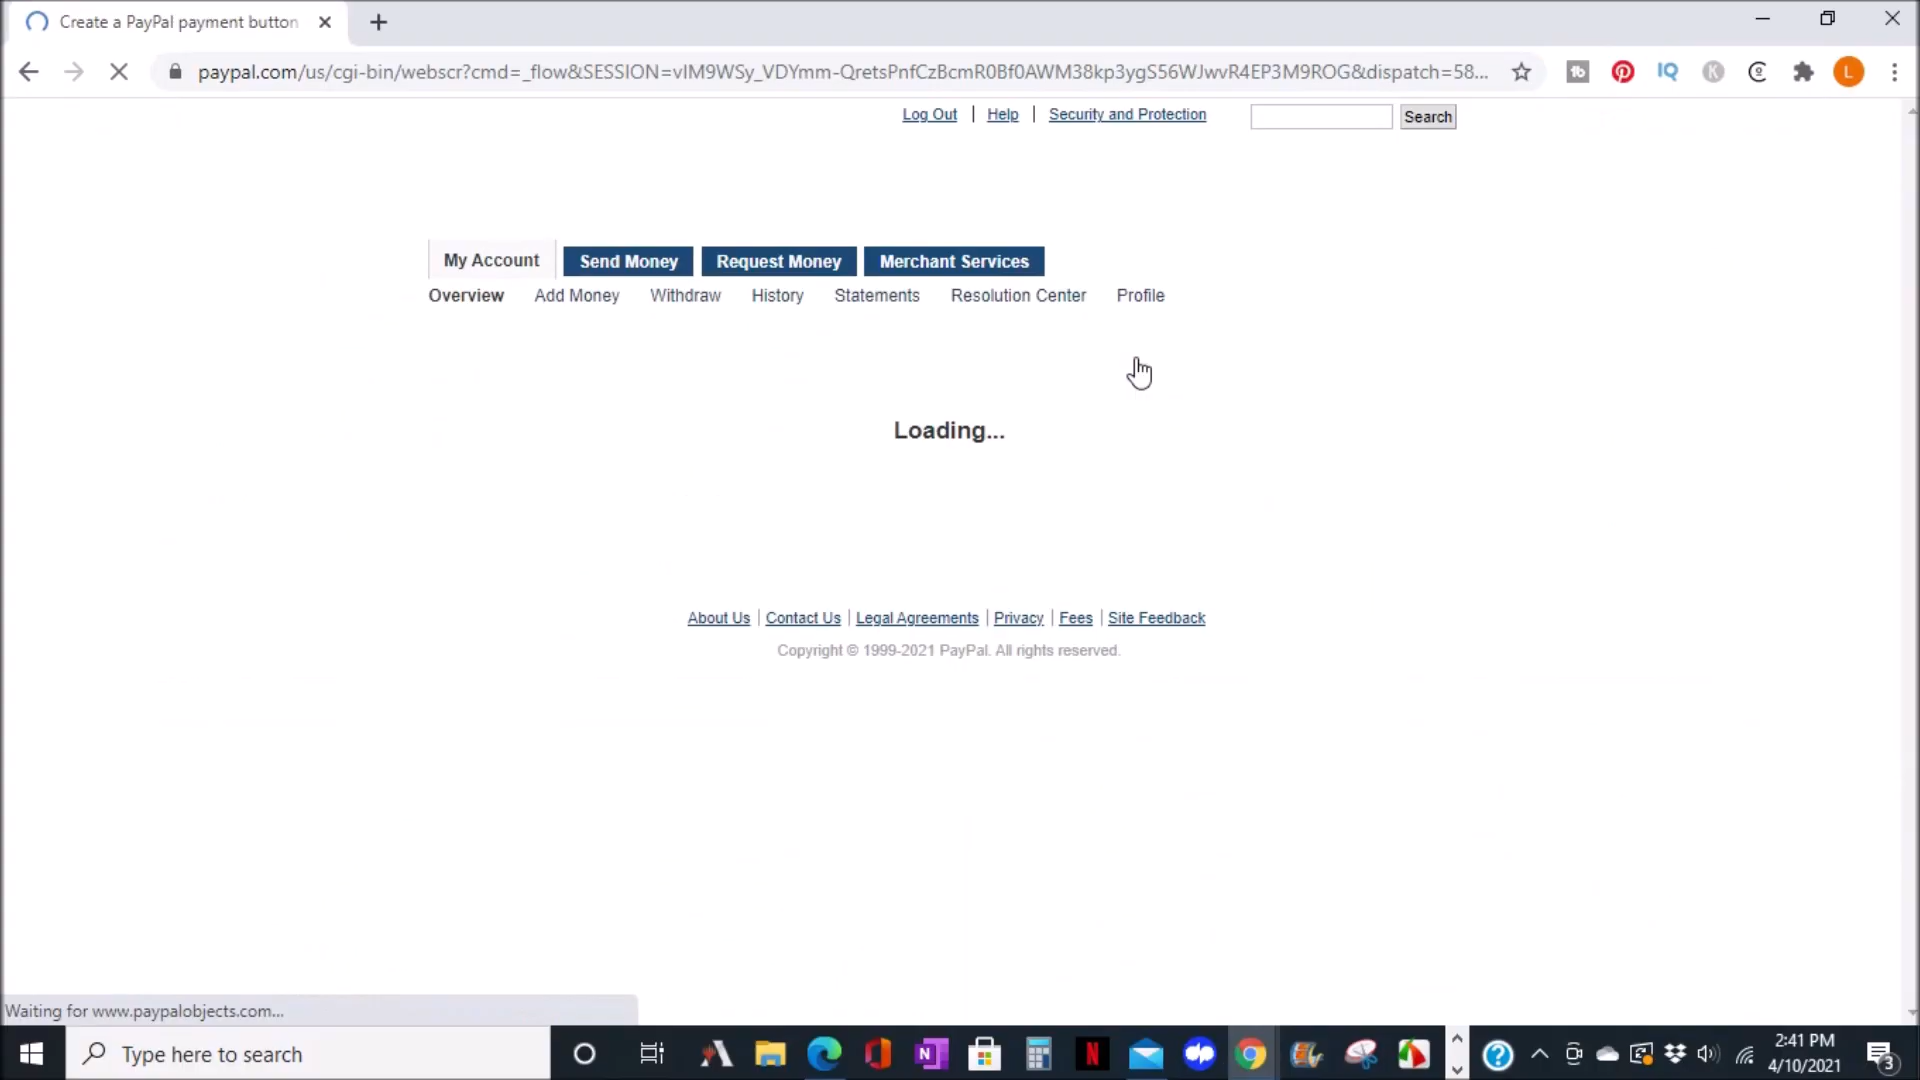 Create a PayPal payment button
paypal.com/us/cgi-bin/webscr?cmd=_flow&SESSION=vIM9WSy_VDYmm-QretsPnfCzBcmR0Bf0AWM38kp3ygS56WJwvR4EP3M9ROG&dispatch=58...
Log Out | Help | Security and Protection Search
My Account Send Money Request Money Merchant Services
Overview Add Money Withdraw History Statements Resolution Center Profile
Loading...
About Us | Contact Us | Legal Agreements | Privacy | Fees | Site Feedback
Copyright © 1999-2021 PayPal. All rights reserved.
Waiting for www.paypalobjects.com...
Type here to search
2:41 PM
4/10/2021
3